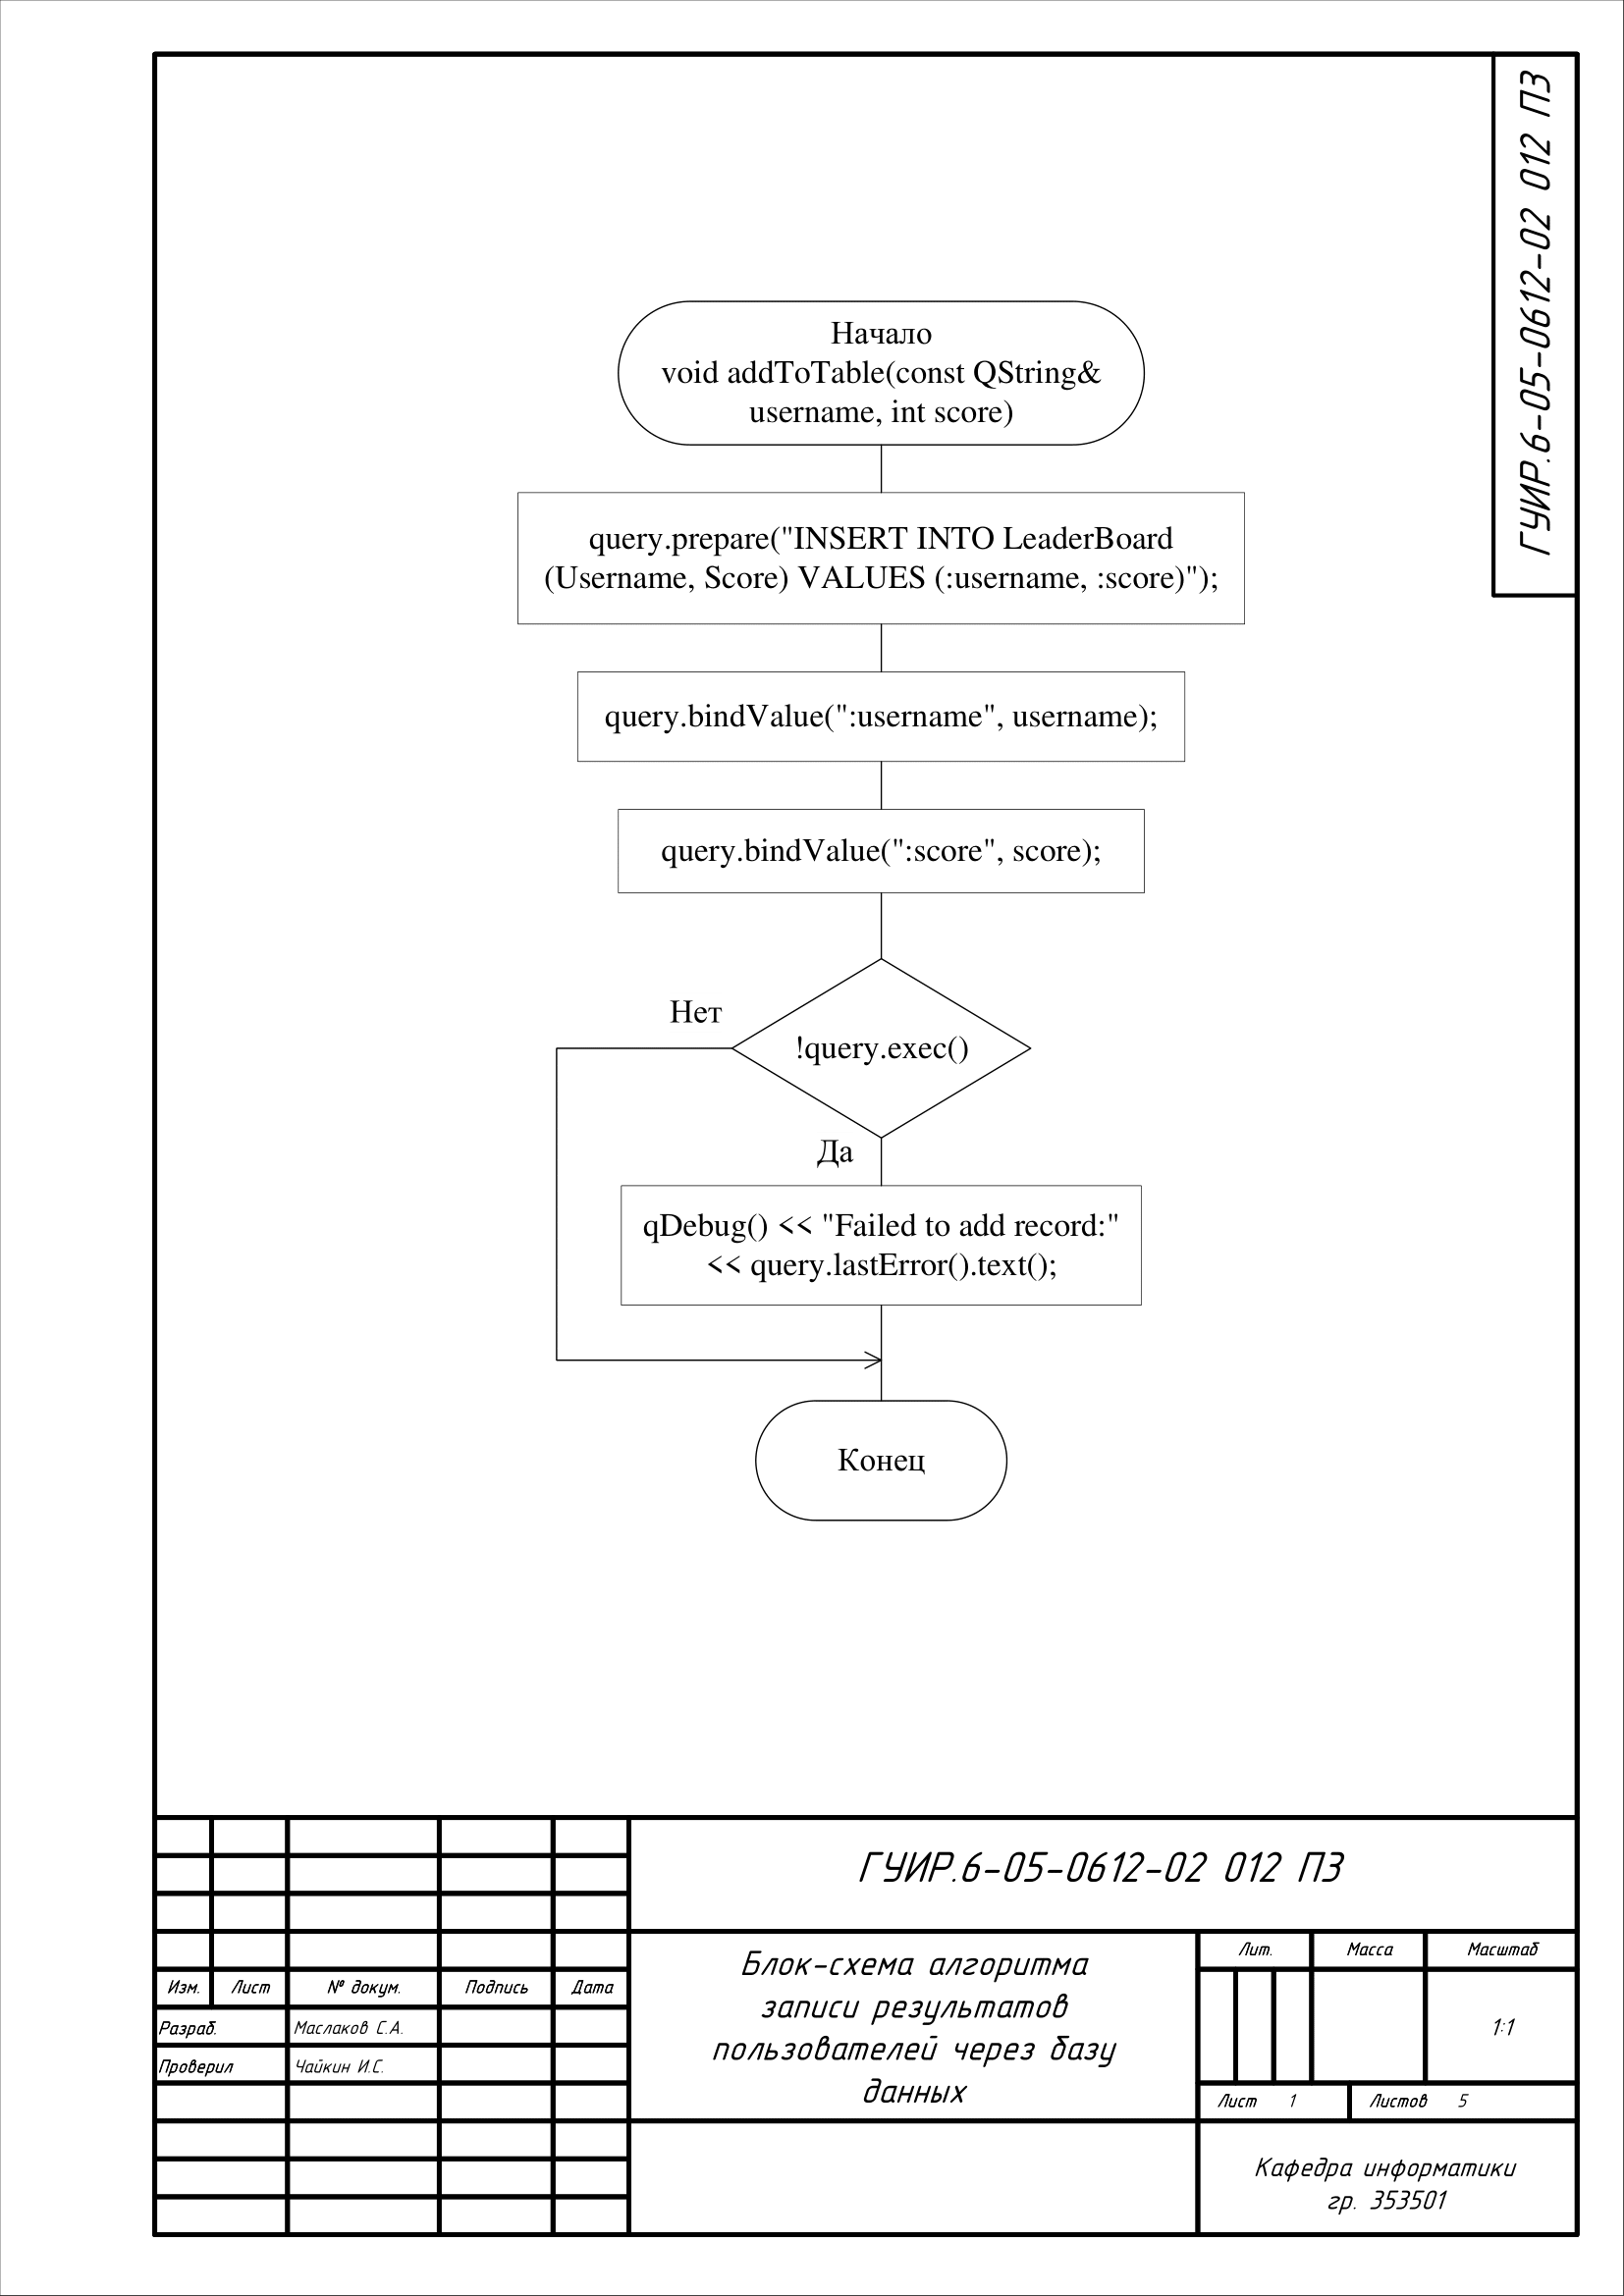 ГУИР.6-05-0612-02 012 ПЗ
Начало
void addToTable(const QString&
username, int score)
query.prepare("INSERT INTO LeaderBoard
(Username, Score) VALUES (:username, :score)");
query.bindValue(":username", username);
query.bindValue(":score", score);
Нет
!query.exec()
Да
qDebug() << "Failed to add record:"
<< query.lastError().text();
Конец
ГУИР.6-05-0612-02 012 ПЗ
Блок-схема алгоритма
записи результатов
пользователей через базу
данных
Лит. Масса Масштаб
1:1
Лист 1 Листов 5
Изм. Лист № докум. Подпись Дата
Разраб. Маслаков С.А.
Проверил Чайкин И.С.
Кафедра информатики
гр. 353501